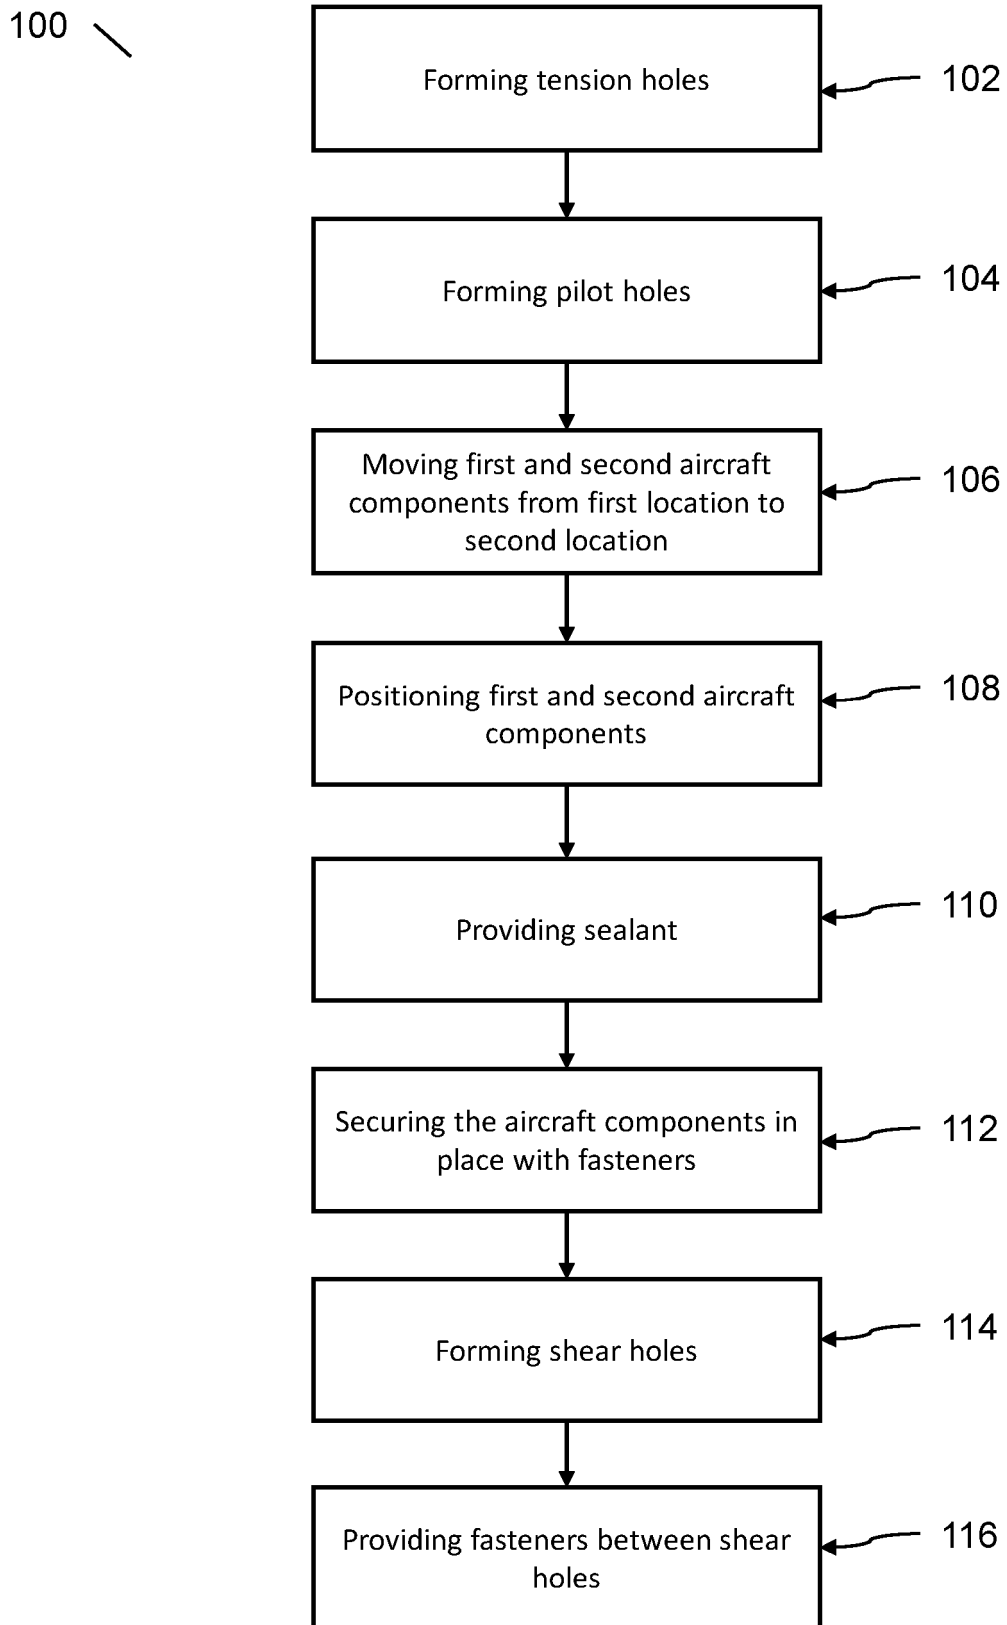 100
Forming tension holes
102
Forming pilot holes
104
Moving first and second aircraft
components from first location to
second location
106
Positioning first and second aircraft
components
108
Providing sealant
110
Securing the aircraft components in
place with fasteners
112
Forming shear holes
114
Providing fasteners between shear
holes
116